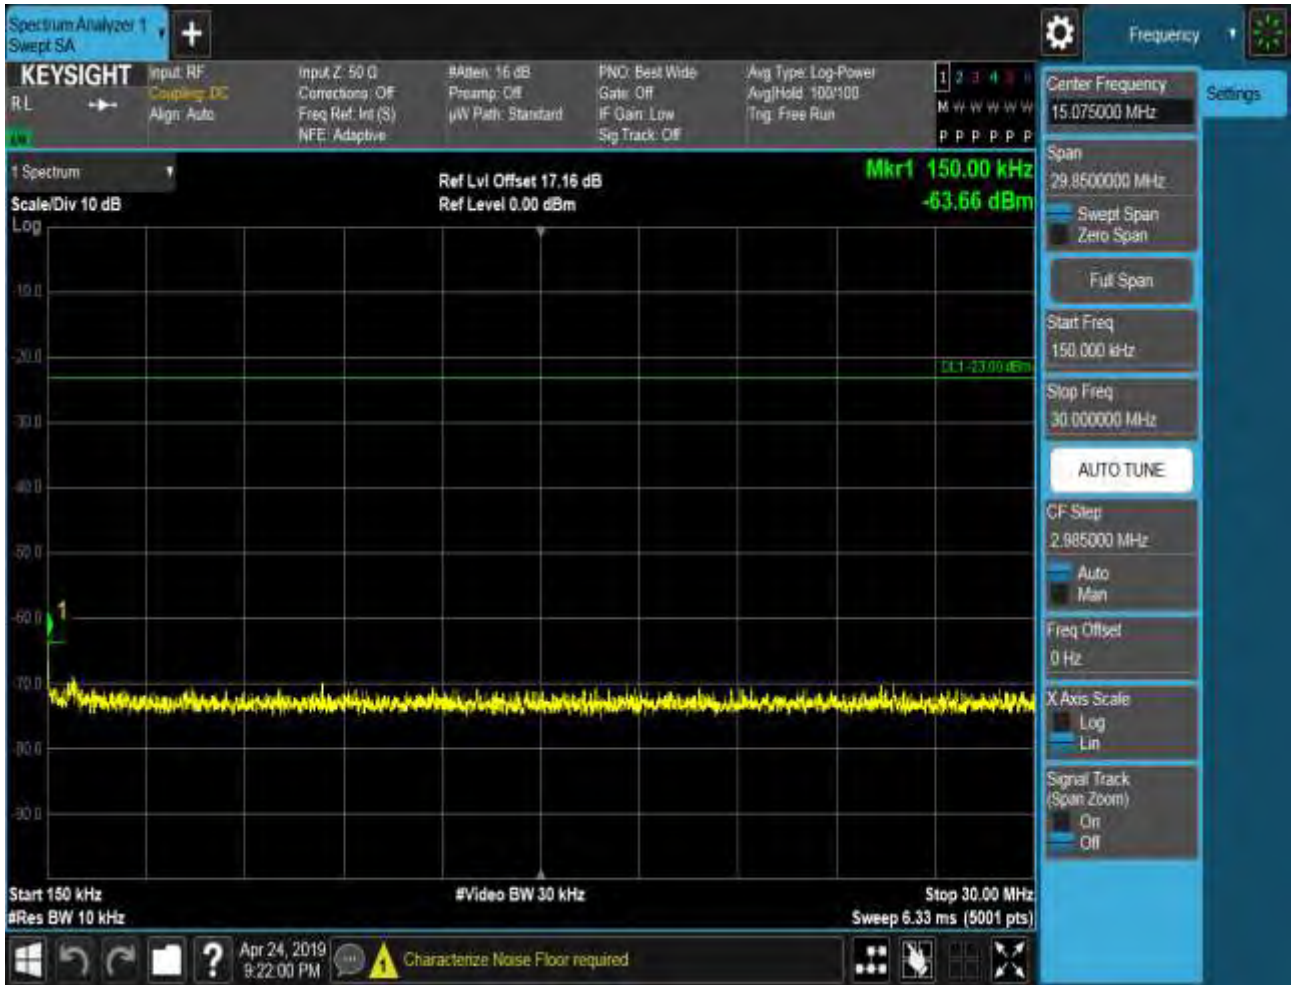 Spectrum Analyzer 1
Swept SA
Frequency
KEYSIGHT
RL
Input: RF
Coupling: DC
Align: Auto
Input Z: 50 Ω
Corrections: Off
Freq Ref: Int (S)
NFE: Adaptive
#Atten: 16 dB
Preamp: Off
µW Path: Standard
PNO: Best Wide
Gate: Off
IF Gain: Low
Sig Track: Off
Avg Type: Log-Power
Avg|Hold: 100/100
Trig: Free Run
1 2 3 4 5 6
M W W W W W
P P P P P P
1 Spectrum
Scale/Div 10 dB
Log
Ref Lvl Offset 17.16 dB
Ref Level 0.00 dBm
Mkr1 150.00 kHz
-63.66 dBm
-10.0
-20.0
DL1 -23.00 dBm
-30.0
-40.0
-50.0
1
-60.0
-70.0
-80.0
-90.0
Start 150 kHz
#Video BW 30 kHz
Stop 30.00 MHz
#Res BW 10 kHz
Sweep 6.33 ms (5001 pts)
?
Apr 24, 2019
9:22:00 PM
Characterize Noise Floor required
Settings
Center Frequency
15.075000 MHz
Span
29.8500000 MHz
Swept Span
Zero Span
Full Span
Start Freq
150.000 kHz
Stop Freq
30.000000 MHz
AUTO TUNE
CF Step
2.985000 MHz
Auto
Man
Freq Offset
0 Hz
X Axis Scale
Log
Lin
Signal Track
(Span Zoom)
On
Off